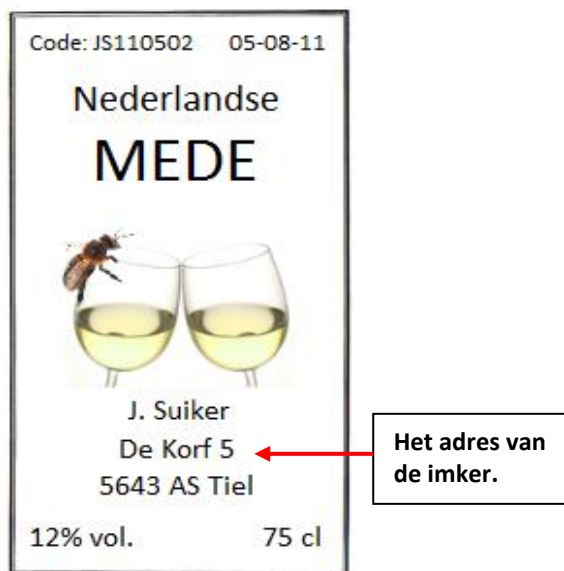 Code: JS110502 05-08-11
Nederlandse
MEDE
J. Suiker
De Korf 5
5643 AS Tiel
12% vol. 75 cl
Het adres van
de imker.